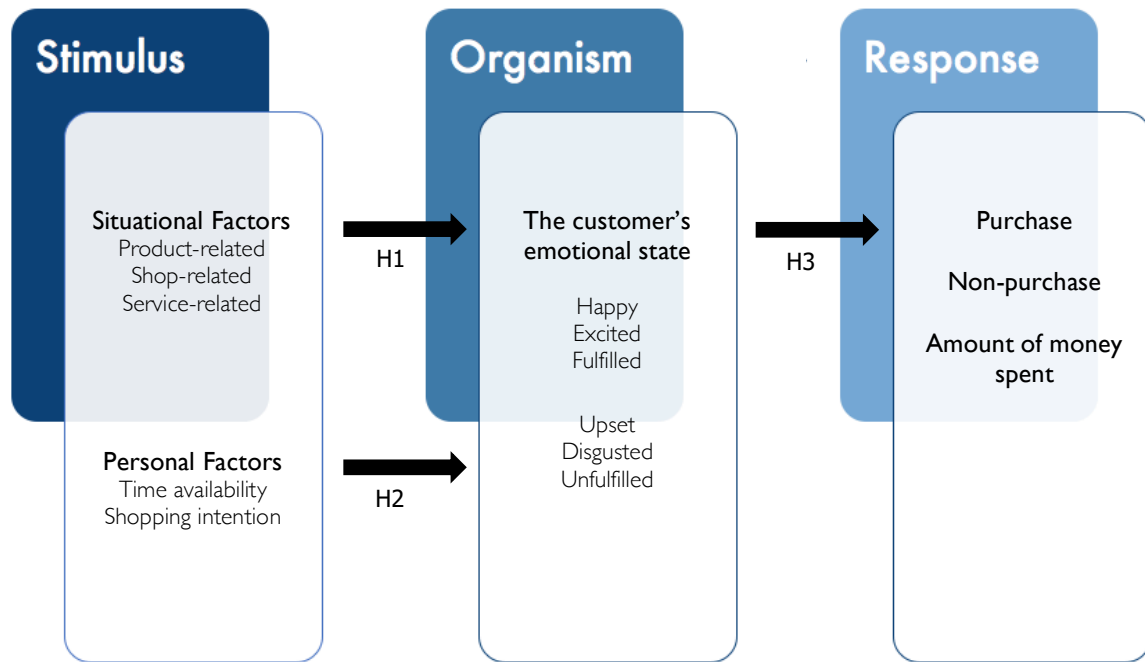 Stimulus
Situational Factors
Product-related
Shop-related
Service-related
Personal Factors
Time availability
Shopping intention
H1
H2
Organism
The customer’s
emotional state
Happy
Excited
Fulfilled
Upset
Disgusted
Unfulfilled
H3
Response
Purchase
Non-purchase
Amount of money
spent